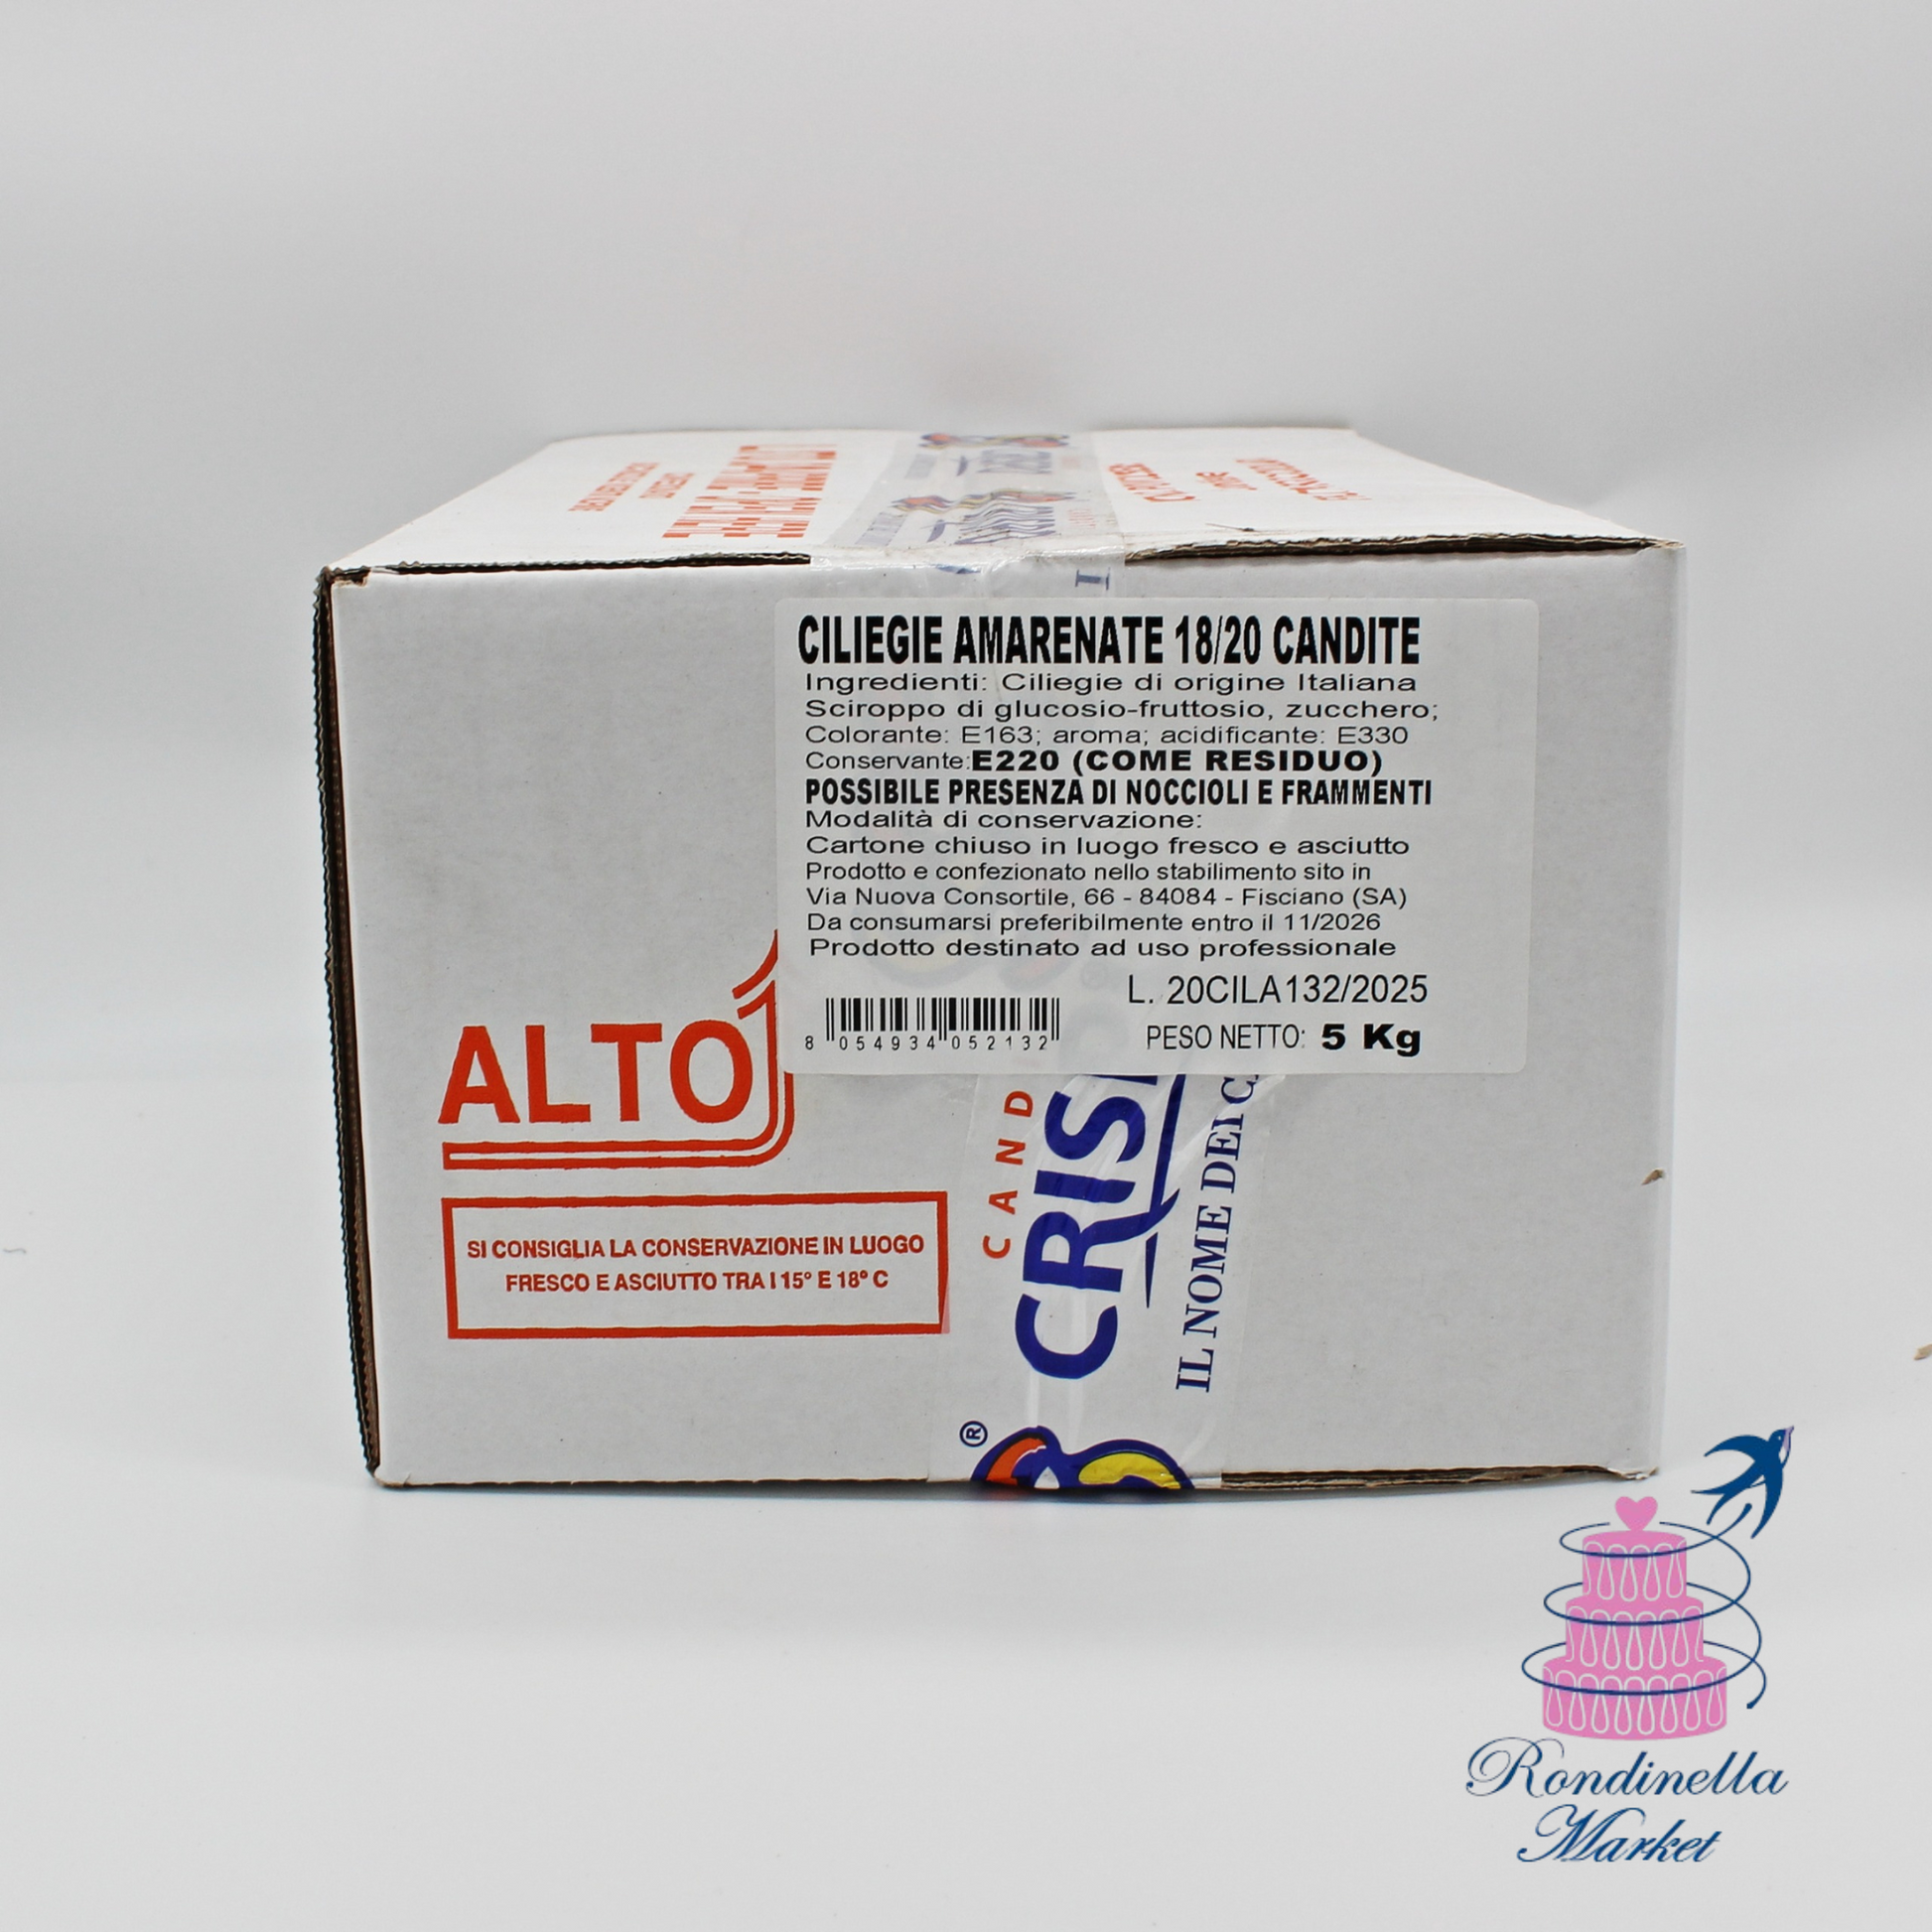 CILIEGIE AMARENATE 18/20 CANDITE
Ingredienti: Ciliegie di origine Italiana
Sciroppo di glucosio-fruttosio, zucchero;
Colorante: E163; aroma; acidificante: E330
Conservante:E220 (COME RESIDUO)
POSSIBILE PRESENZA DI NOCCIOLI E FRAMMENTI
Modalità di conservazione:
Cartone chiuso in luogo fresco e asciutto
Prodotto e confezionato nello stabilimento sito in
Via Nuova Consortile, 66 - 84084 - Fisciano (SA)
Da consumarsi preferibilmente entro il 11/2026
Prodotto destinato ad uso professionale
L. 20CILA132/2025
8 054934 052132
PESO NETTO: 5 Kg
ALTO
SI CONSIGLIA LA CONSERVAZIONE IN LUOGO
FRESCO E ASCIUTTO TRA I 15° E 18° C
CAND
CRIS
IL NOME DEI C
®
Rondinella
Market